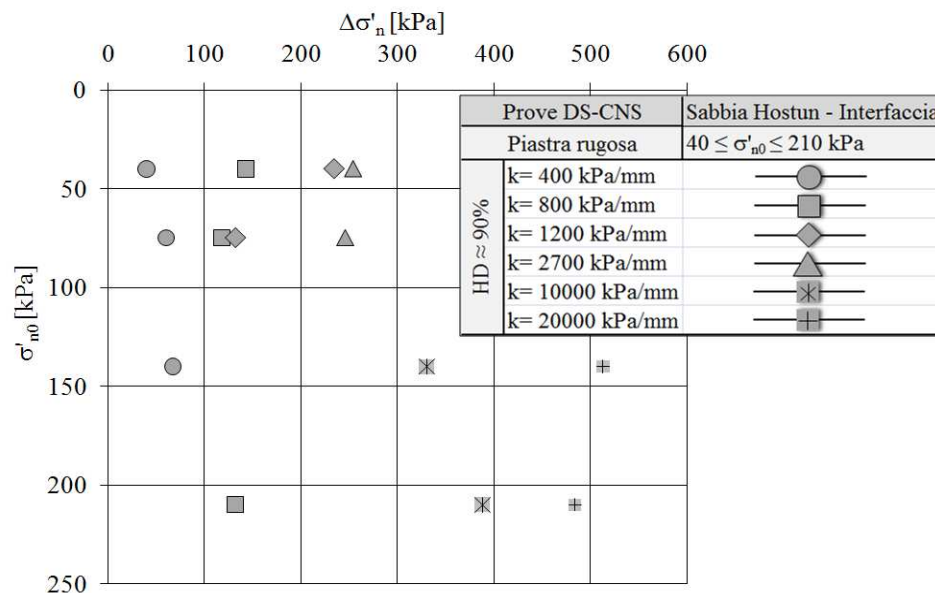 Δσ'n [kPa]
0 100 200 300 400 500 600
0
50
100
150
200
250
σ'n0 [kPa]
Prove DS-CNS Sabbia Hostun - Interfaccia
Piastra rugosa 40 ≤ σ'n0 ≤ 210 kPa
HD ≈ 90%
k= 400 kPa/mm
k= 800 kPa/mm
k= 1200 kPa/mm
k= 2700 kPa/mm
k= 10000 kPa/mm
k= 20000 kPa/mm